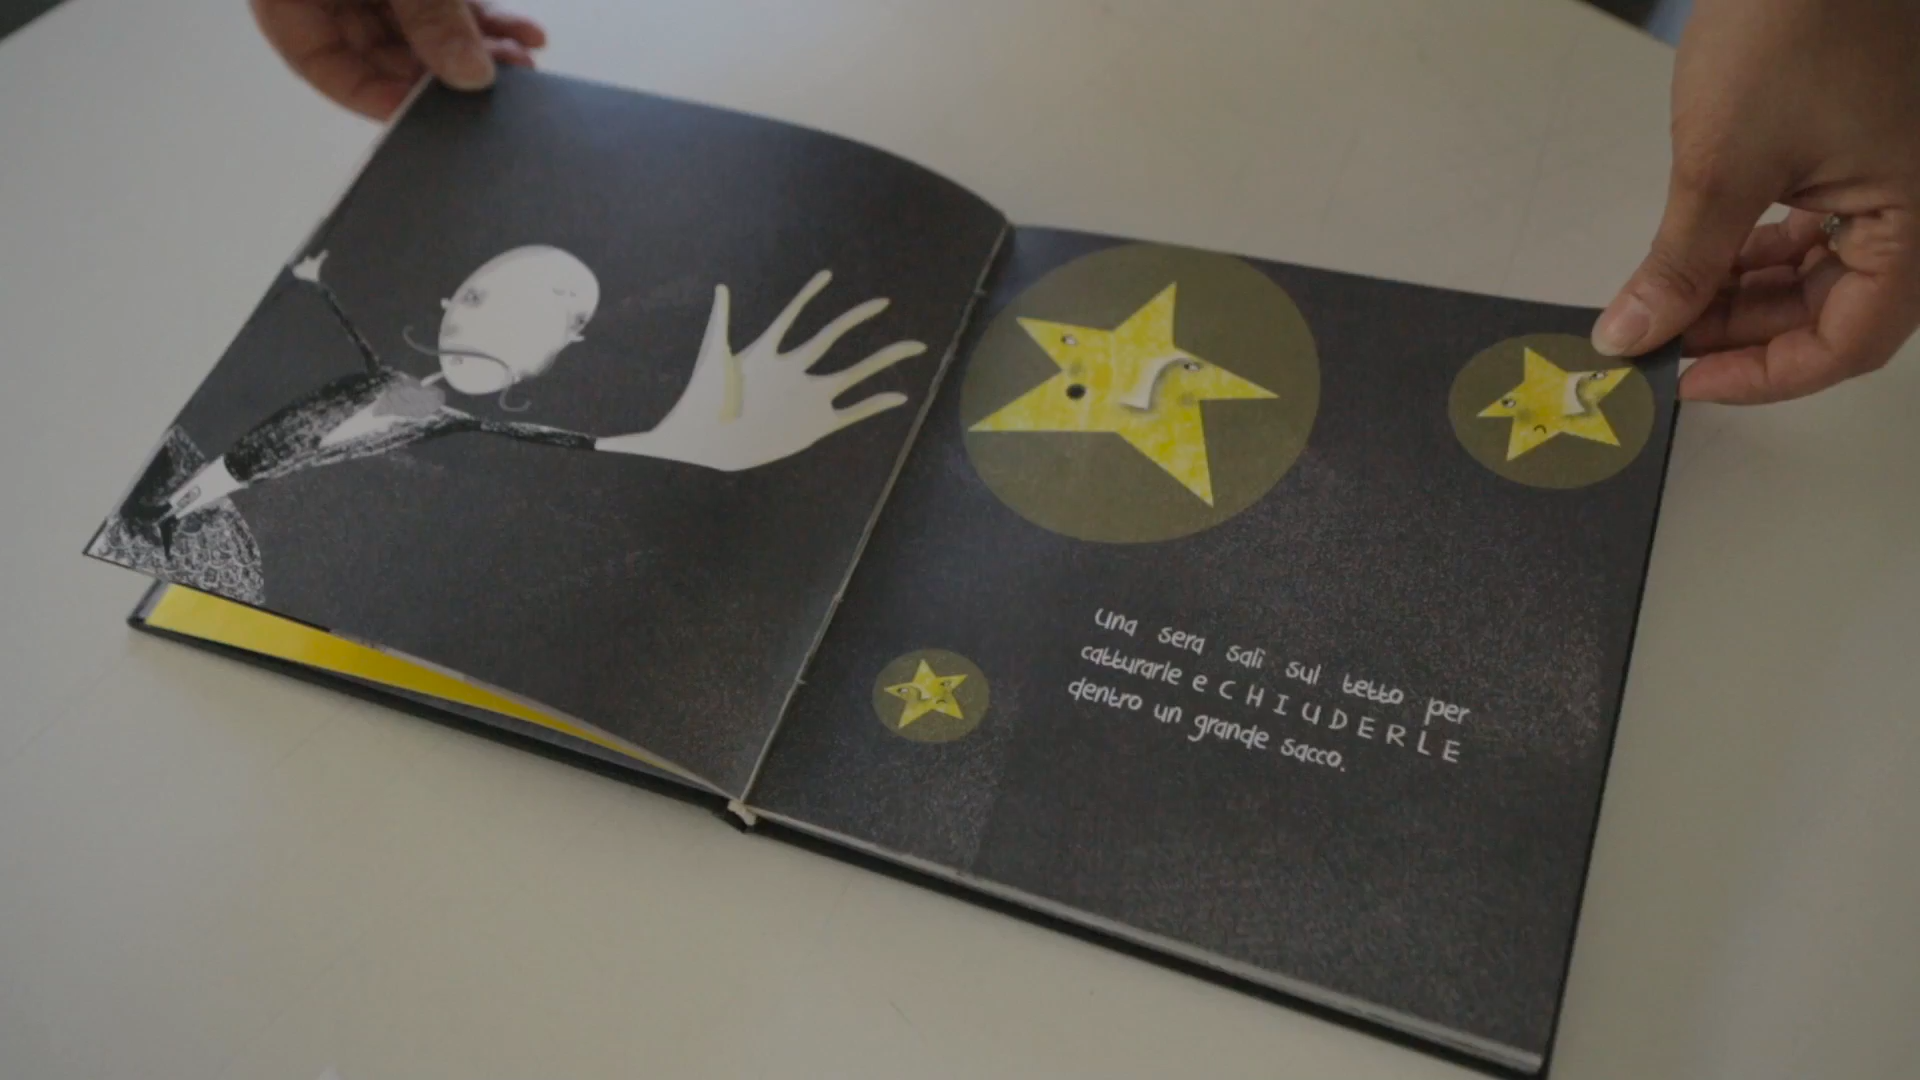 una sera salì sul tetto per
catturarle e CHIUDERLE
dentro un grande sacco.